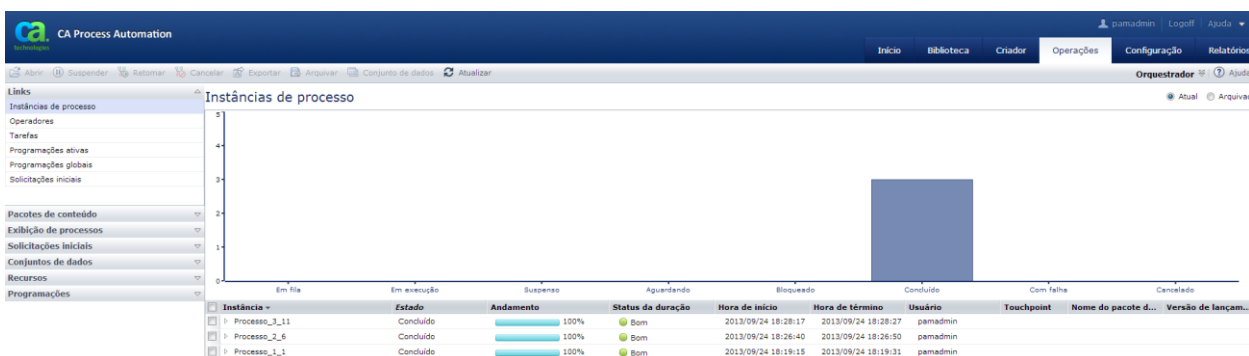 ca.
technologies
CA Process Automation
pamadmin Logoff Ajuda
Início Biblioteca Criador Operações Configuração Relatórios
Abrir Suspender Retomar Cancelar Exportar Arquivar Conjunto de dados Atualizar
Orquestrador Ajuda
Links
Instâncias de processo
Operadores
Tarefas
Programações ativas
Programações globais
Solicitações iniciais
Pacotes de conteúdo
Exibição de processos
Solicitações iniciais
Conjuntos de dados
Recursos
Programações
Instâncias de processo
Atual Arquivad
5
4
3
2
1
0
Em fila Em execução Suspenso Aguardando Bloqueado Concluído Com falha Cancelado
Instância Estado Andamento Status da duração Hora de início Hora de término Usuário Touchpoint Nome do pacote d... Versão de lançam...
Processo_3_11 Concluído 100% Bom 2013/09/24 18:28:17 2013/09/24 18:28:27 pamadmin
Processo_2_6 Concluído 100% Bom 2013/09/24 18:26:40 2013/09/24 18:26:50 pamadmin
Processo_1_1 Concluído 100% Bom 2013/09/24 18:19:15 2013/09/24 18:19:31 pamadmin